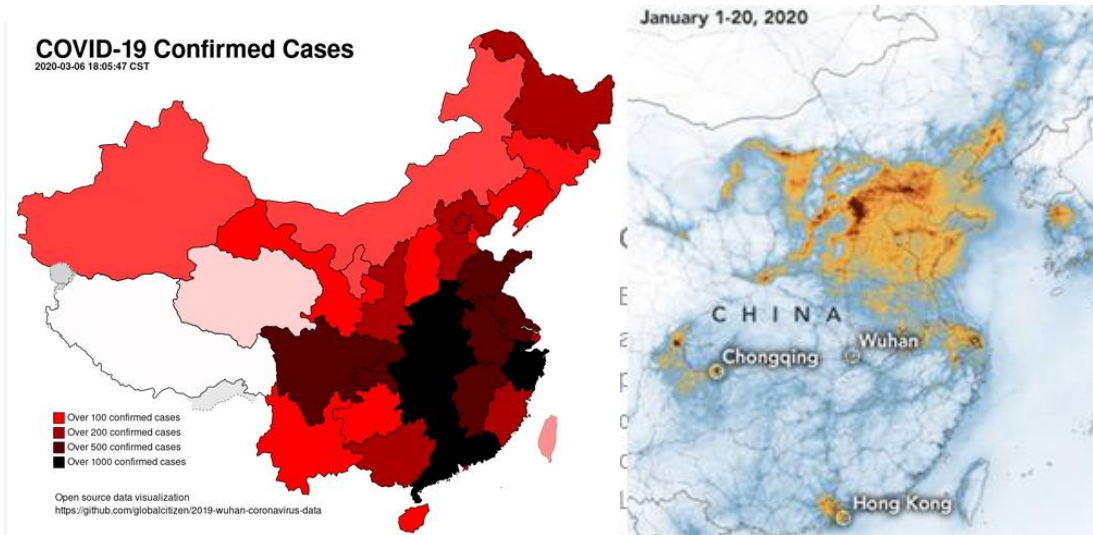 COVID-19 Confirmed Cases
2020-03-06 18:05:47 CST
Over 100 confirmed cases
Over 200 confirmed cases
Over 500 confirmed cases
Over 1000 confirmed cases
Open source data visualization
https://github.com/globalcitizen/2019-wuhan-coronavirus-data
January 1-20, 2020
CHINA
Wuhan
Chongqing
Hong Kong